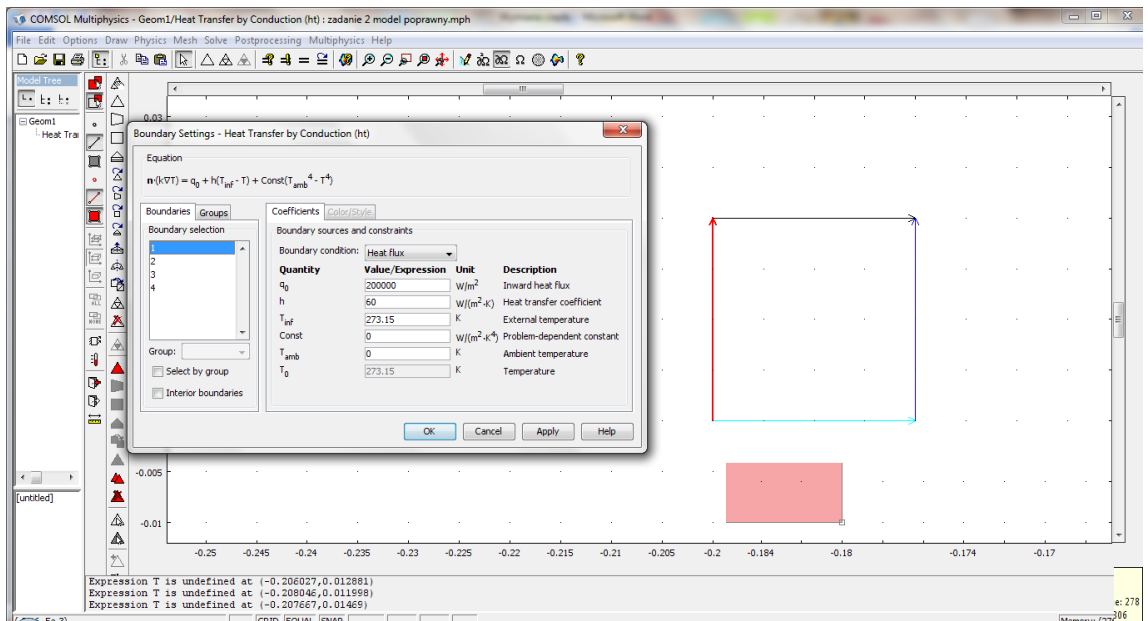 COMSOL Multiphysics - Geom1/Heat Transfer by Conduction (ht) : zadanie 2 model poprawny.mph
File Edit Options Draw Physics Mesh Solve Postprocessing Multiphysics Help
Model Tree
Geom1
Heat Tra
0.03
Boundary Settings - Heat Transfer by Conduction (ht)
Equation
n·(k∇T) = q0 + h(Tinf - T) + Const(Tamb^4 - T^4)
Boundaries Groups
Coefficients Color/Style
Boundary selection
1
2
3
4
Group:
Select by group
Interior boundaries
Boundary sources and constraints
Boundary condition: Heat flux
Quantity Value/Expression Unit Description
q0 200000 W/m² Inward heat flux
h 60 W/(m²·K) Heat transfer coefficient
Tinf 273.15 K External temperature
Const 0 W/(m²·K⁴) Problem-dependent constant
Tamb 0 K Ambient temperature
T0 273.15 K Temperature
OK Cancel Apply Help
-0.005
-0.01
[untitled]
-0.25 -0.245 -0.24 -0.235 -0.23 -0.225 -0.22 -0.215 -0.21 -0.205 -0.2 -0.184 -0.18 -0.174 -0.17
Expression T is undefined at (-0.206027,0.012881)
Expression T is undefined at (-0.208046,0.011998)
Expression T is undefined at (-0.207667,0.01469)
e: 278
306
GRID EQUAL SNAP
Memory: (276